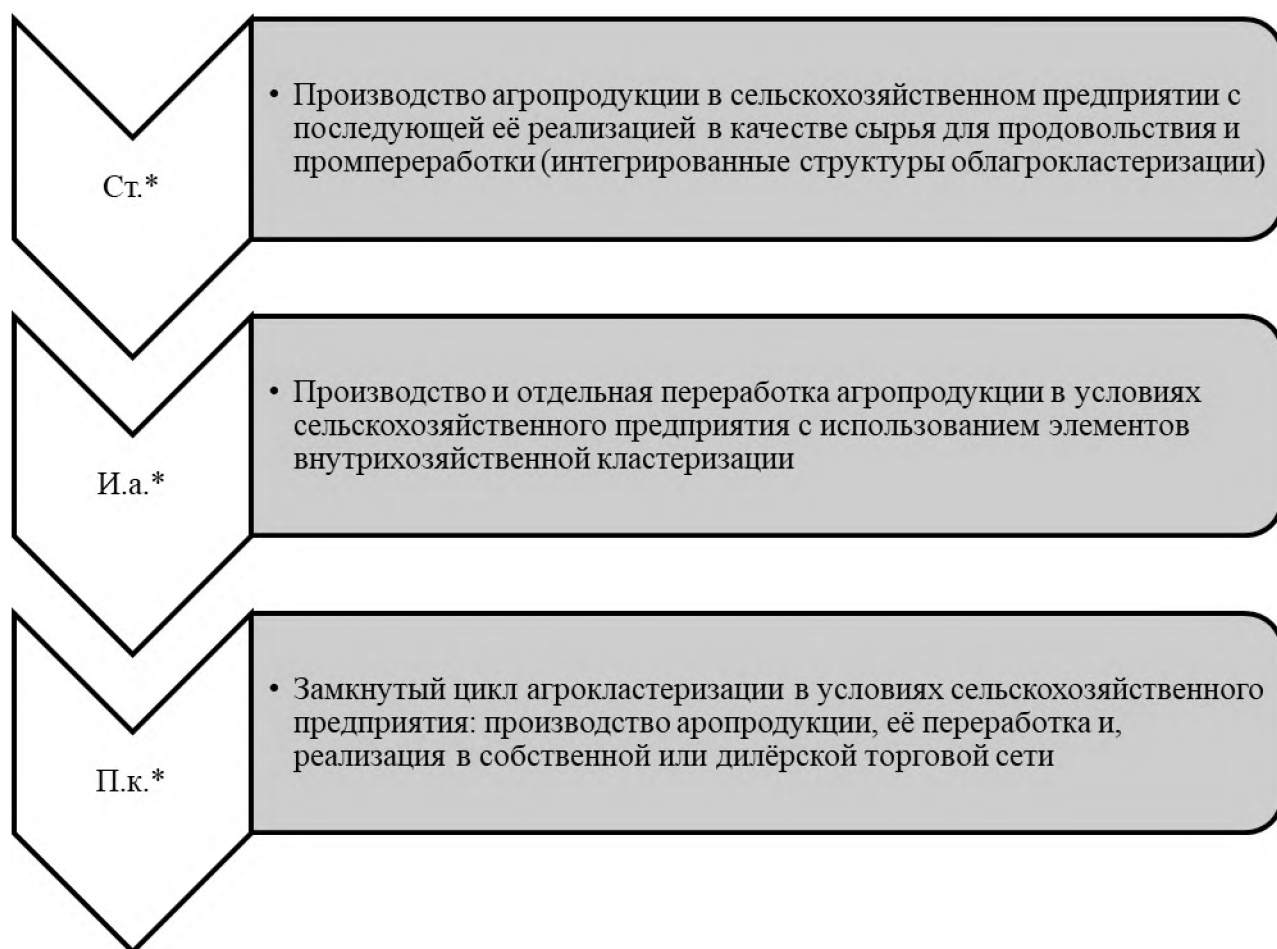 Ст.*
• Производство агропродукции в сельскохозяйственном предприятии с
последующей её реализацией в качестве сырья для продовольствия и
промпереработки (интегрированные структуры облагрокластеризации)
И.а.*
• Производство и отдельная переработка агропродукции в условиях
сельскохозяйственного предприятия с использованием элементов
внутрихозяйственной кластеризации
П.к.*
• Замкнутый цикл агрокластеризации в условиях сельскохозяйственного
предприятия: производство аропродукции, её переработка и,
реализация в собственной или дилёрской торговой сети